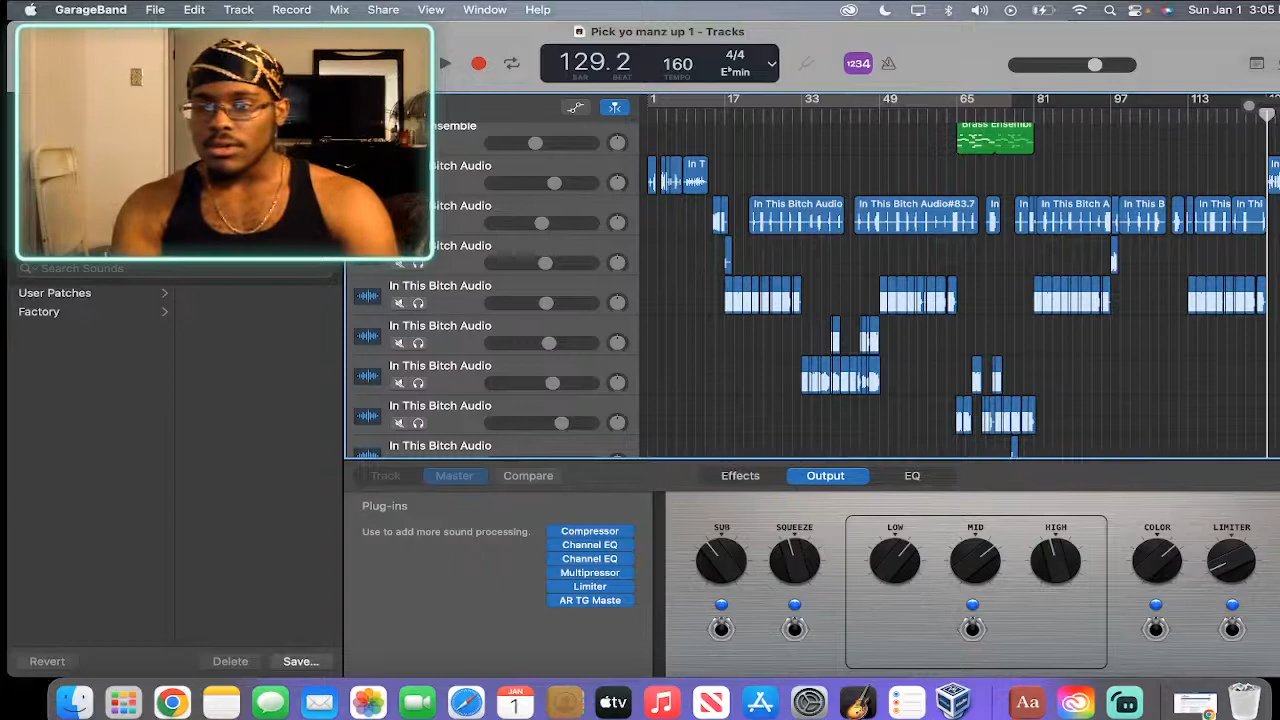 GarageBand File Edit Track Record Mix Share View Window Help
Sun Jan 1 3:05
Pick yo manz up 1 - Tracks
129.2
BAR BEAT
160
TEMPO
4/4
E♭min
1234
1 17 33 49 65 81 97 113
Brass Ensembl
In T
In This Bitch Audio
In This Bitch Audio#83.7
In
In
In This Bitch A
In This B
In This
In Thi
In
semble
Bitch Audio
Bitch Audio
Bitch Audio
In This Bitch Audio
In This Bitch Audio
In This Bitch Audio
In This Bitch Audio
In This Bitch Audio
Search Sounds
User Patches
Factory
Revert
Delete
Save...
Track Master Compare
Effects Output EQ
Plug-ins
Use to add more sound processing.
Compressor
Channel EQ
Channel EQ
Multipressor
Limiter
AR TG Maste
SUB SQUEEZE LOW MID HIGH COLOR LIMITER
JAN
1
tv
Aa